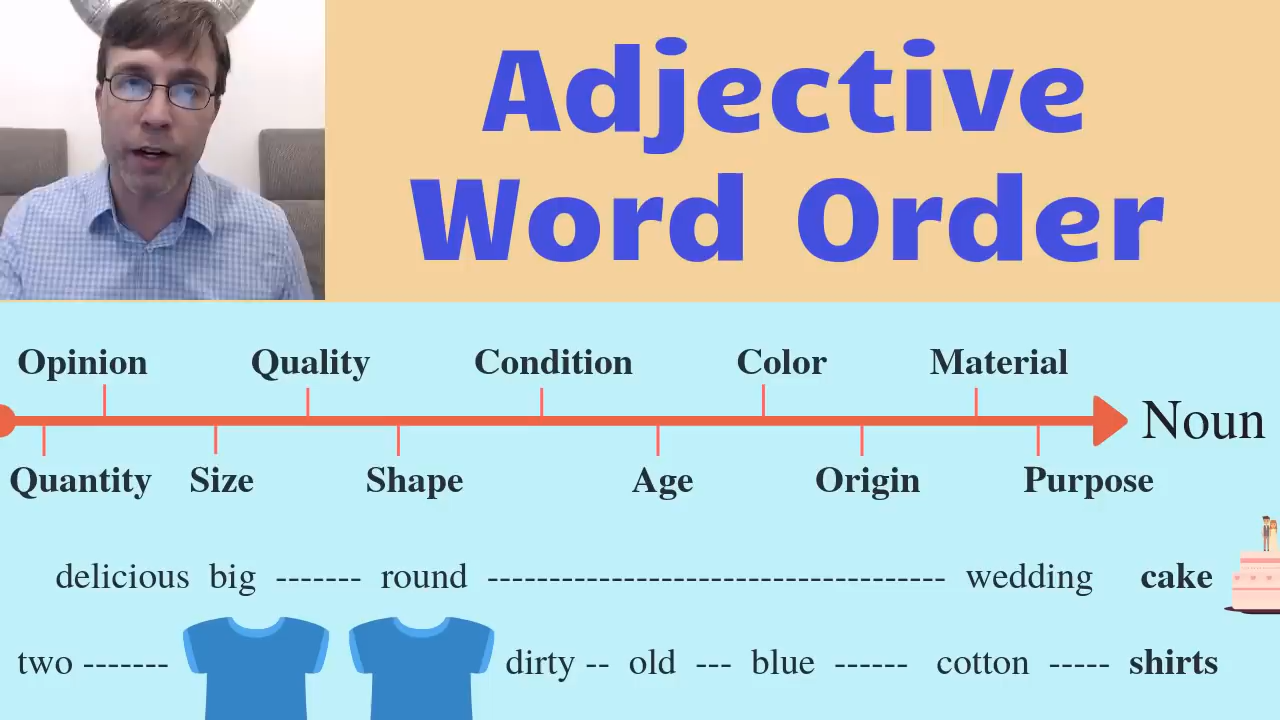 Adjective
Word Order
Opinion Quality Condition Color Material
Noun
Quantity Size Shape Age Origin Purpose
delicious big ------- round ------------------------------------- wedding cake
two ------- dirty -- old --- blue ------ cotton ----- shirts